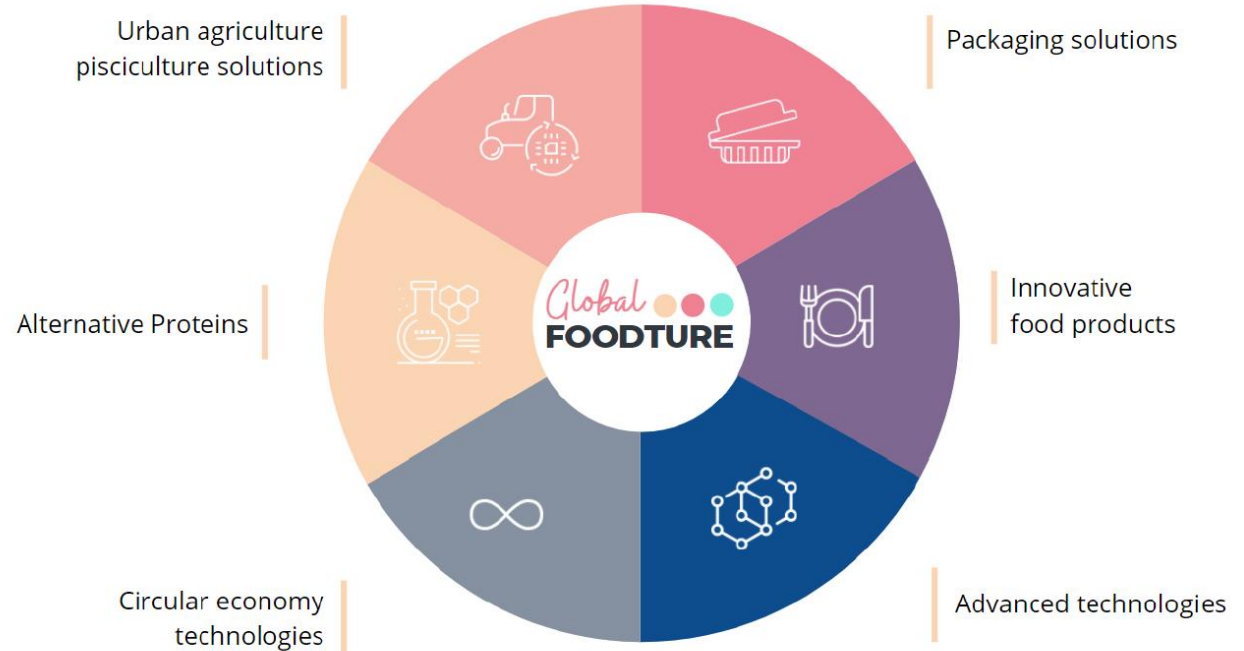 Urban agriculture
pisciculture solutions
Packaging solutions
Alternative Proteins
Global
FOODTURE
Innovative
food products
Circular economy
technologies
Advanced technologies